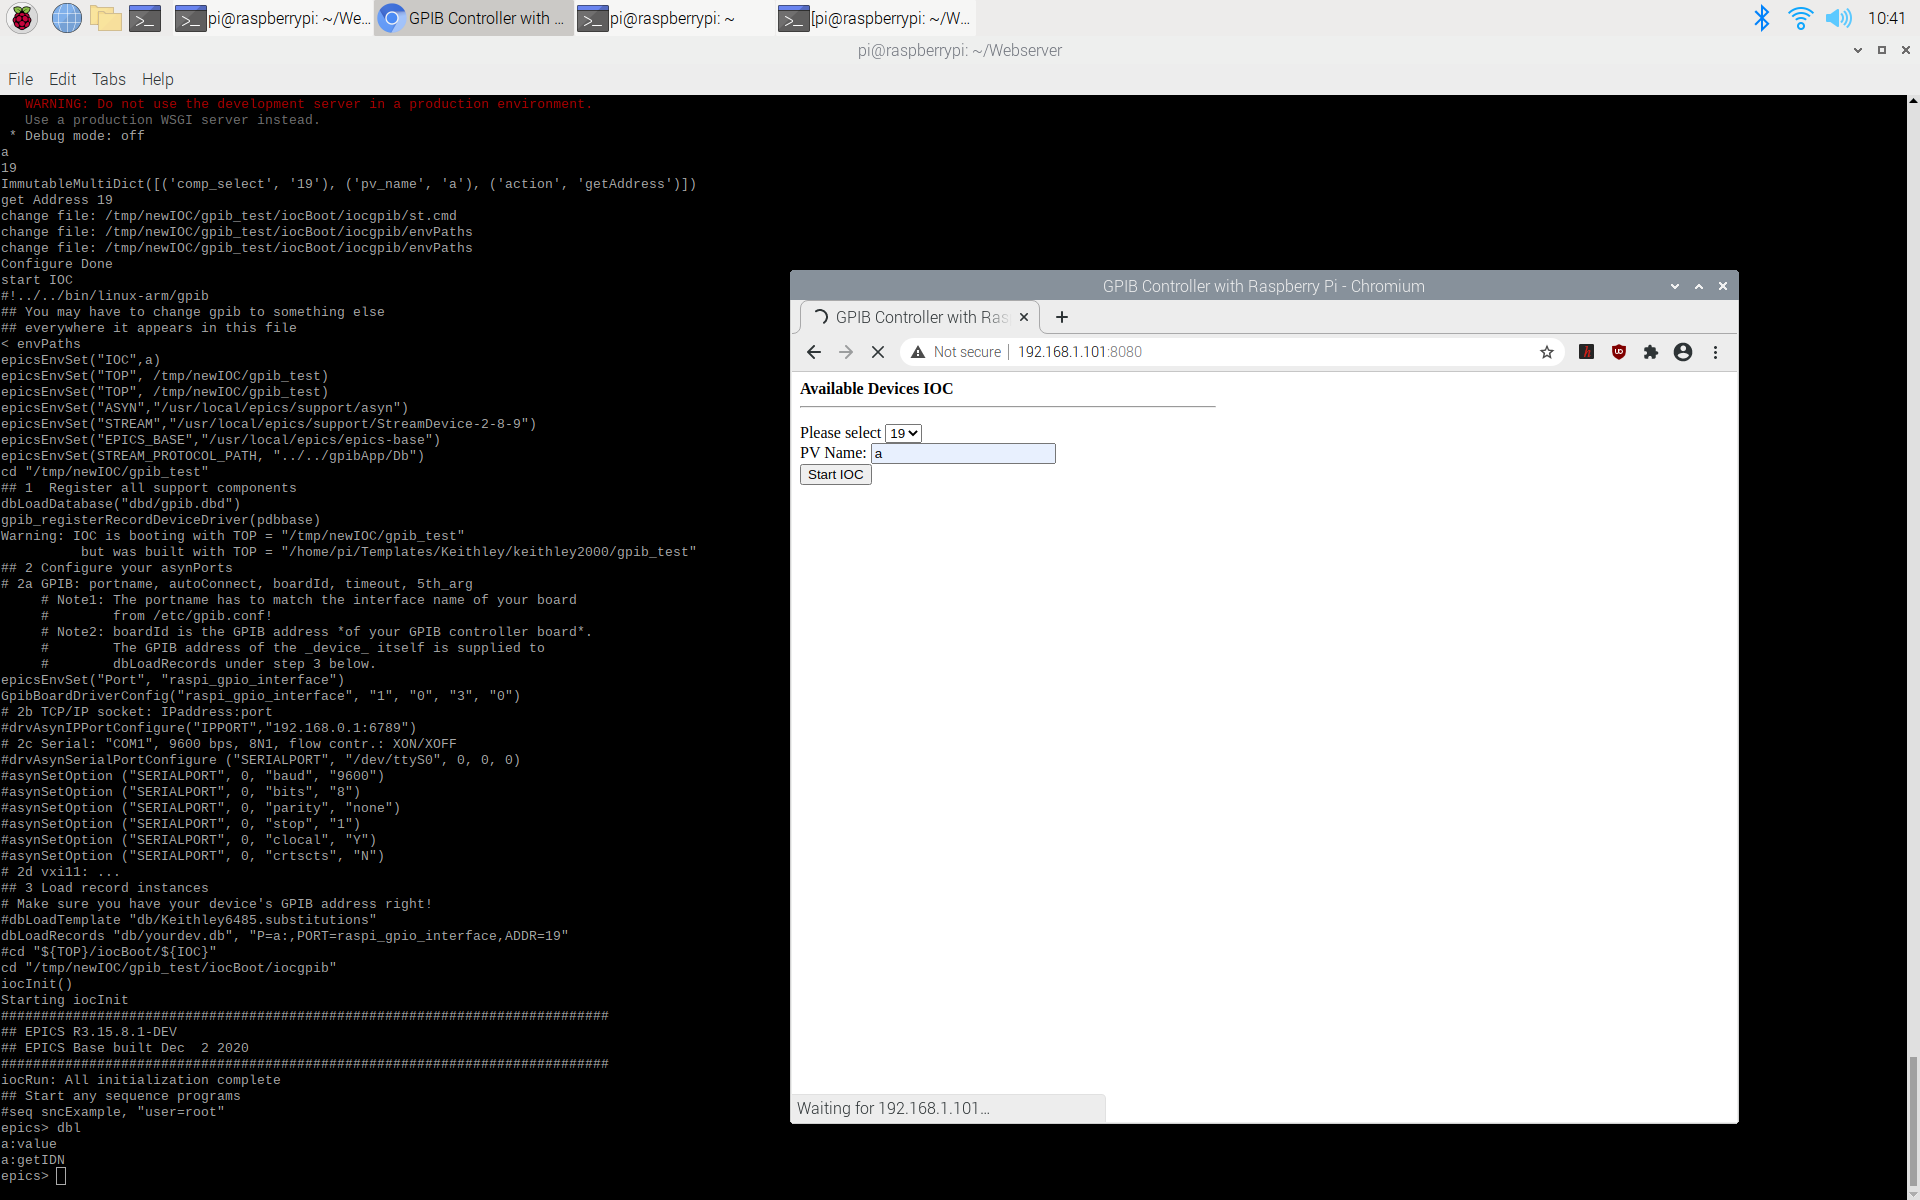 pi@raspberrypi: ~/We...
GPIB Controller with ...
pi@raspberrypi: ~
[pi@raspberrypi: ~/W...
10:41
pi@raspberrypi: ~/Webserver
File Edit Tabs Help
WARNING: Do not use the development server in a production environment.
Use a production WSGI server instead.
* Debug mode: off
a
19
ImmutableMultiDict([('comp_select', '19'), ('pv_name', 'a'), ('action', 'getAddress')])
get Address 19
change file: /tmp/newIOC/gpib_test/iocBoot/iocgpib/st.cmd
change file: /tmp/newIOC/gpib_test/iocBoot/iocgpib/envPaths
change file: /tmp/newIOC/gpib_test/iocBoot/iocgpib/envPaths
Configure Done
start IOC
#!../../bin/linux-arm/gpib
## You may have to change gpib to something else
## everywhere it appears in this file
< envPaths
epicsEnvSet("IOC",a)
epicsEnvSet("TOP", /tmp/newIOC/gpib_test)
epicsEnvSet("TOP", /tmp/newIOC/gpib_test)
epicsEnvSet("ASYN","/usr/local/epics/support/asyn")
epicsEnvSet("STREAM","/usr/local/epics/support/StreamDevice-2-8-9")
epicsEnvSet("EPICS_BASE","/usr/local/epics/epics-base")
epicsEnvSet(STREAM_PROTOCOL_PATH, "../../gpibApp/Db")
cd "/tmp/newIOC/gpib_test"
## 1  Register all support components
dbLoadDatabase("dbd/gpib.dbd")
gpib_registerRecordDeviceDriver(pdbbase)
Warning: IOC is booting with TOP = "/tmp/newIOC/gpib_test"
but was built with TOP = "/home/pi/Templates/Keithley/keithley2000/gpib_test"
## 2 Configure your asynPorts
# 2a GPIB: portname, autoConnect, boardId, timeout, 5th_arg
# Note1: The portname has to match the interface name of your board
#        from /etc/gpib.conf!
# Note2: boardId is the GPIB address *of your GPIB controller board*.
#        The GPIB address of the _device_ itself is supplied to
#        dbLoadRecords under step 3 below.
epicsEnvSet("Port", "raspi_gpio_interface")
GpibBoardDriverConfig("raspi_gpio_interface", "1", "0", "3", "0")
# 2b TCP/IP socket: IPaddress:port
#drvAsynIPPortConfigure("IPPORT","192.168.0.1:6789")
# 2c Serial: "COM1", 9600 bps, 8N1, flow contr.: XON/XOFF
#drvAsynSerialPortConfigure ("SERIALPORT", "/dev/ttyS0", 0, 0, 0)
#asynSetOption ("SERIALPORT", 0, "baud", "9600")
#asynSetOption ("SERIALPORT", 0, "bits", "8")
#asynSetOption ("SERIALPORT", 0, "parity", "none")
#asynSetOption ("SERIALPORT", 0, "stop", "1")
#asynSetOption ("SERIALPORT", 0, "clocal", "Y")
#asynSetOption ("SERIALPORT", 0, "crtscts", "N")
# 2d vxi11: ...
## 3 Load record instances
# Make sure you have your device's GPIB address right!
#dbLoadTemplate "db/Keithley6485.substitutions"
dbLoadRecords "db/yourdev.db", "P=a:,PORT=raspi_gpio_interface,ADDR=19"
#cd "${TOP}/iocBoot/${IOC}"
cd "/tmp/newIOC/gpib_test/iocBoot/iocgpib"
iocInit()
Starting iocInit
############################################################################
## EPICS R3.15.8.1-DEV
## EPICS Base built Dec  2 2020
############################################################################
iocRun: All initialization complete
## Start any sequence programs
#seq sncExample, "user=root"
epics> dbl
a:value
a:getIDN
epics>
GPIB Controller with Raspberry Pi - Chromium
GPIB Controller with Ras
Not secure | 192.168.1.101:8080
Available Devices IOC
Please select 19
PV Name: a
Start IOC
Waiting for 192.168.1.101...